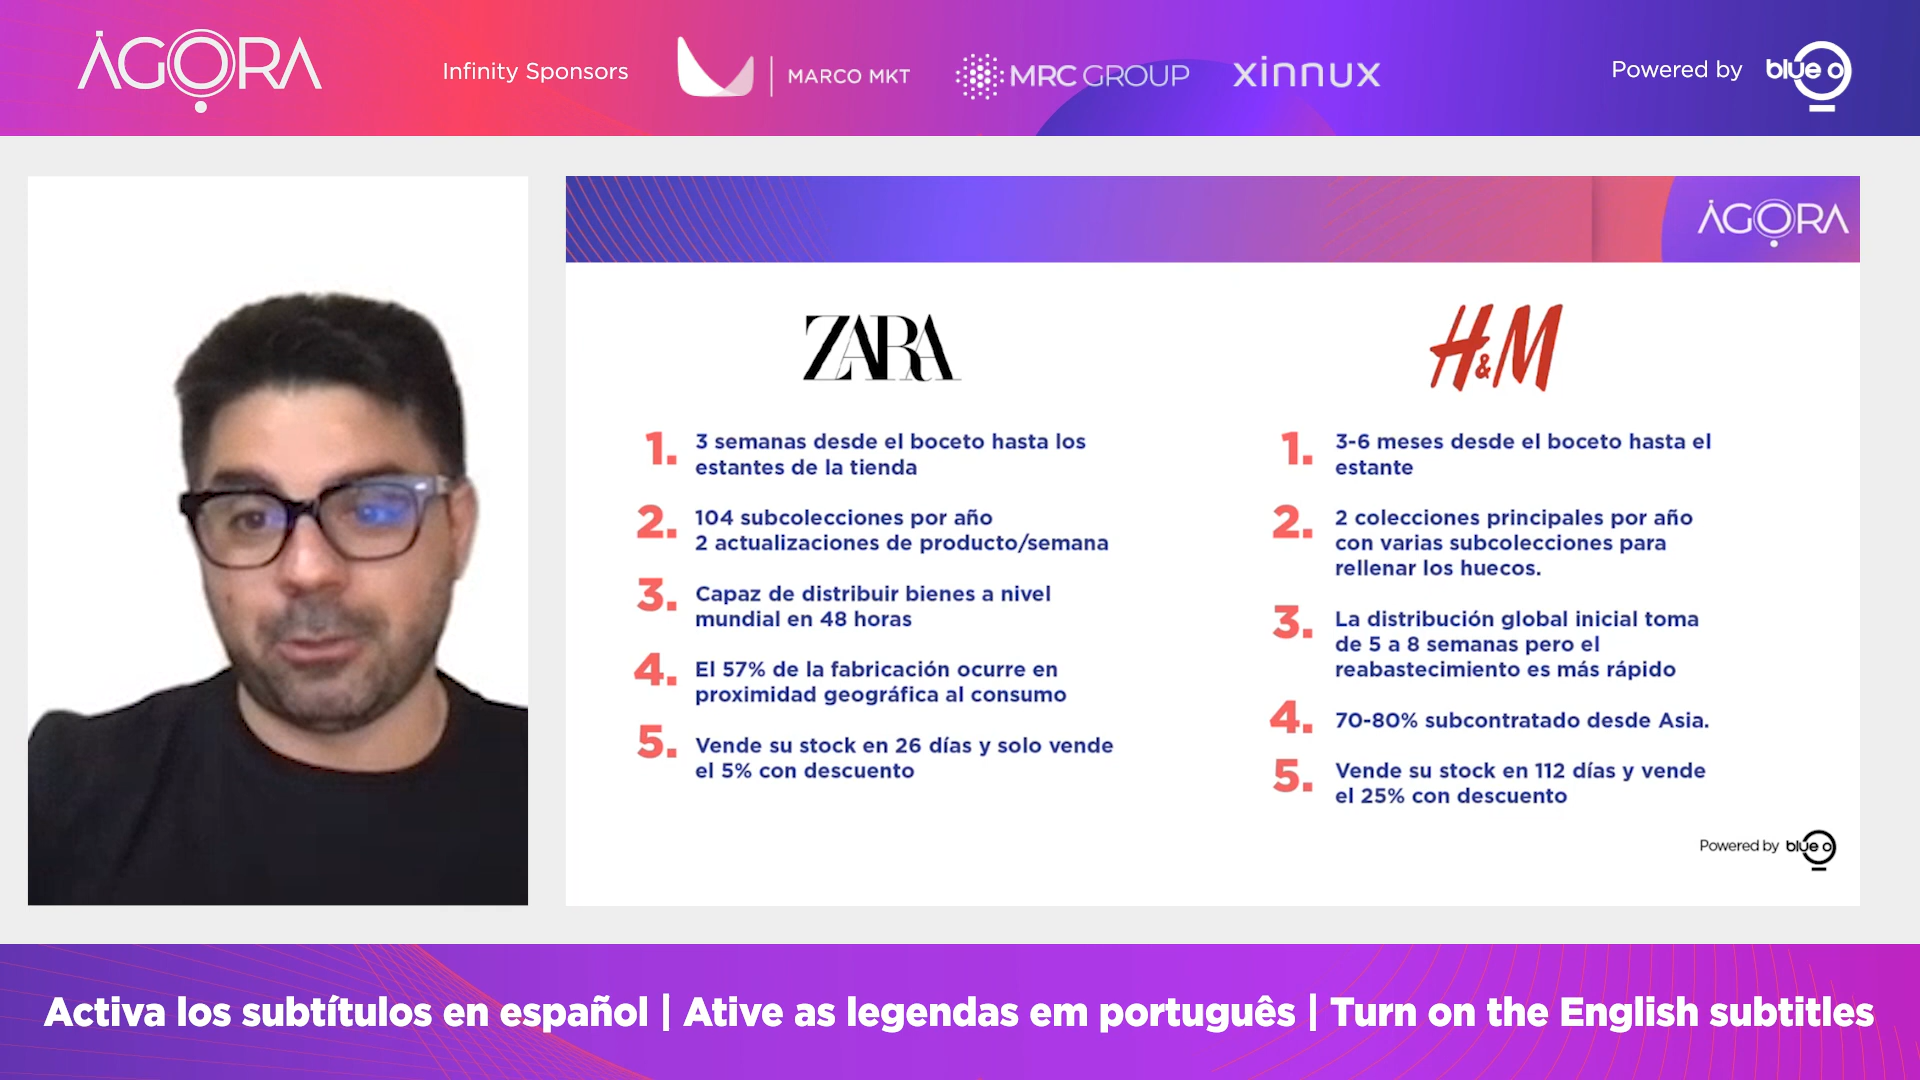 ÁGORA
Infinity Sponsors
MARCO MKT
MRC GROUP
xinnux
Powered by
blue o
ÁGORA
ZARA
1. 3 semanas desde el boceto hasta los
estantes de la tienda
2. 104 subcolecciones por año
2 actualizaciones de producto/semana
3. Capaz de distribuir bienes a nivel
mundial en 48 horas
4. El 57% de la fabricación ocurre en
proximidad geográfica al consumo
5. Vende su stock en 26 días y solo vende
el 5% con descuento
H&M
1. 3-6 meses desde el boceto hasta el
estante
2. 2 colecciones principales por año
con varias subcolecciones para
rellenar los huecos.
3. La distribución global inicial toma
de 5 a 8 semanas pero el
reabastecimiento es más rápido
4. 70-80% subcontratado desde Asia.
5. Vende su stock en 112 días y vende
el 25% con descuento
Powered by blue o
Activa los subtítulos en español | Ative as legendas em português | Turn on the English subtitles